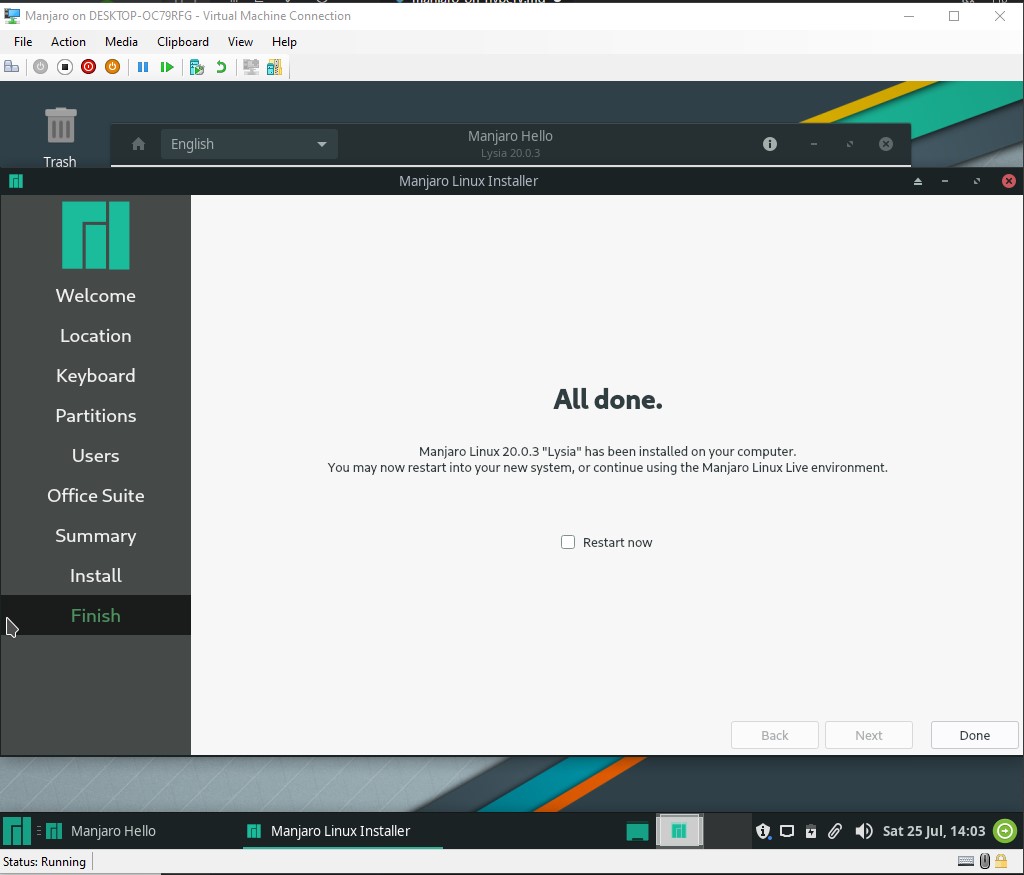 Manjaro on DESKTOP-OC79RFG - Virtual Machine Connection
File Action Media Clipboard View Help
Trash
English
Manjaro Hello
Lysia 20.0.3
Manjaro Linux Installer
Welcome
Location
Keyboard
Partitions
Users
Office Suite
Summary
Install
Finish
All done.
Manjaro Linux 20.0.3 "Lysia" has been installed on your computer.
You may now restart into your new system, or continue using the Manjaro Linux Live environment.
Restart now
Back Next Done
Manjaro Hello
Manjaro Linux Installer
Sat 25 Jul, 14:03
Status: Running